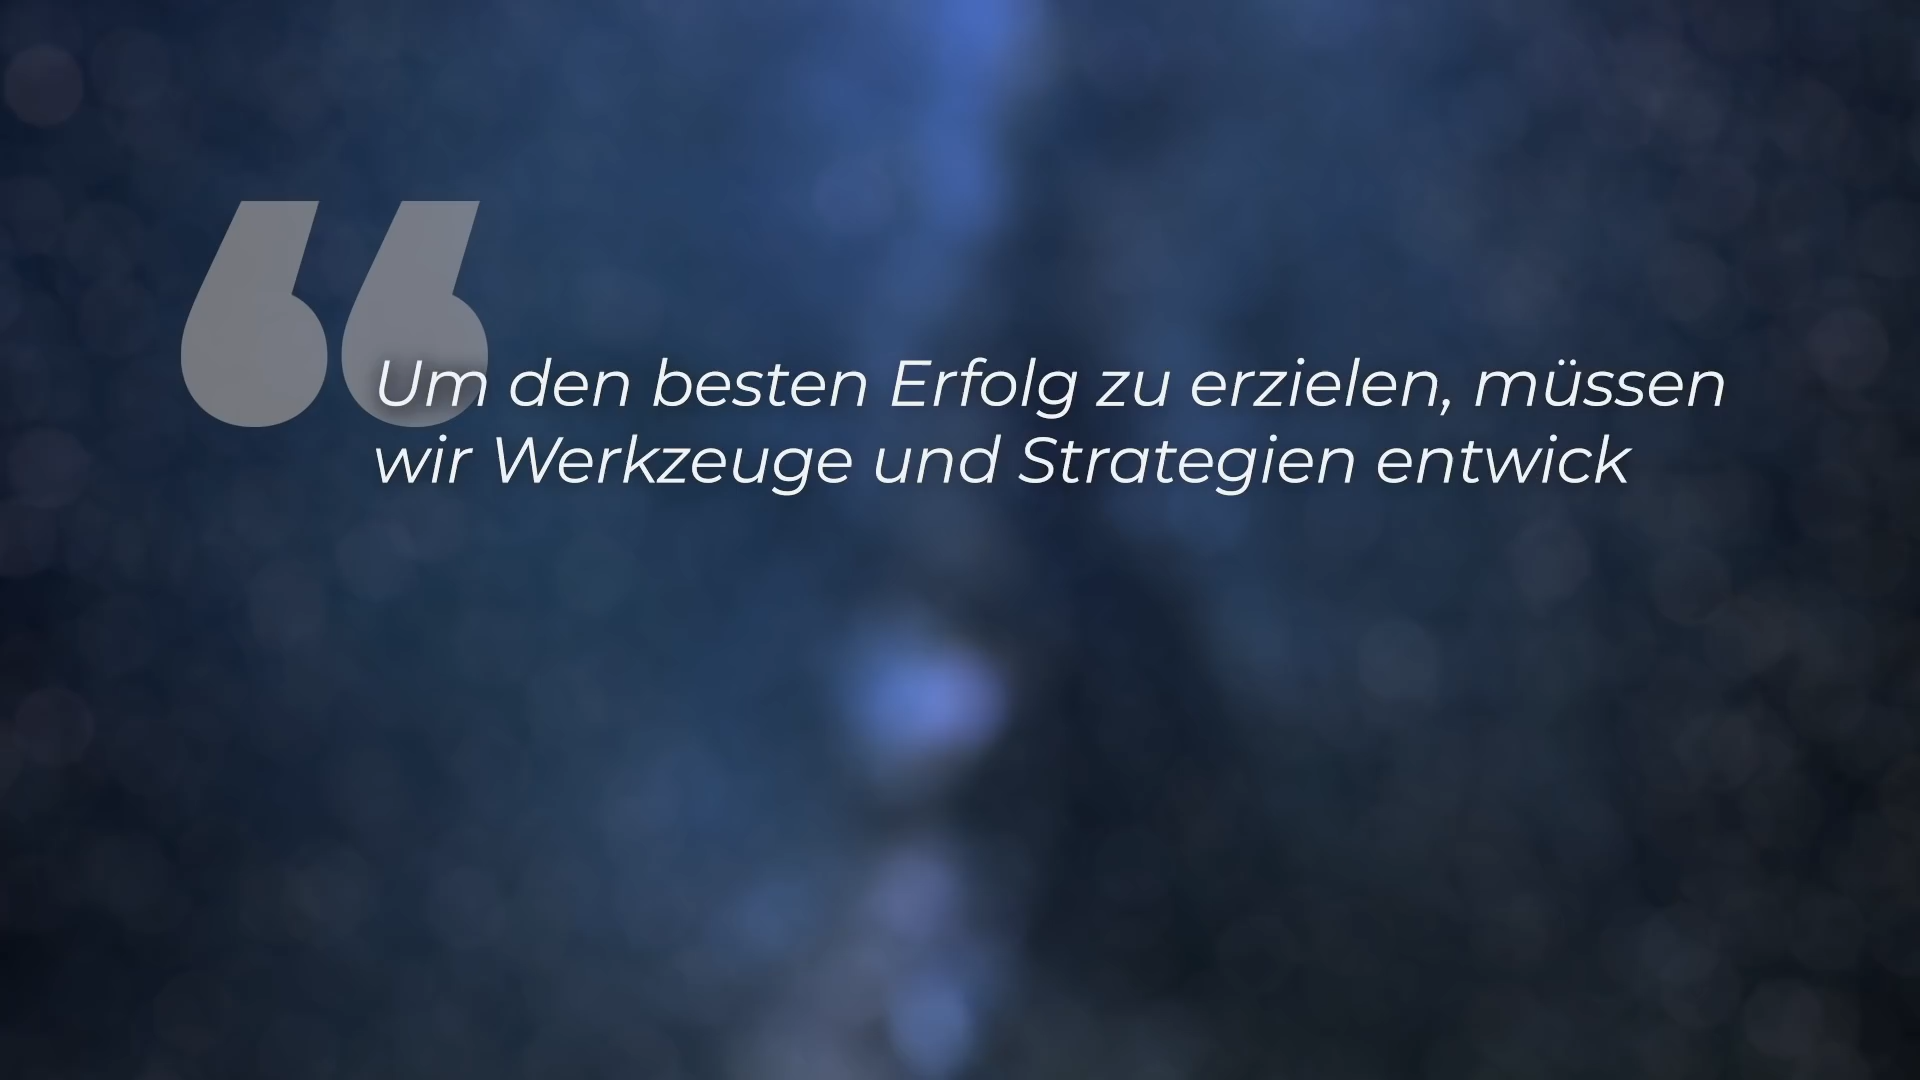 “
Um den besten Erfolg zu erzielen, müssen
wir Werkzeuge und Strategien entwick